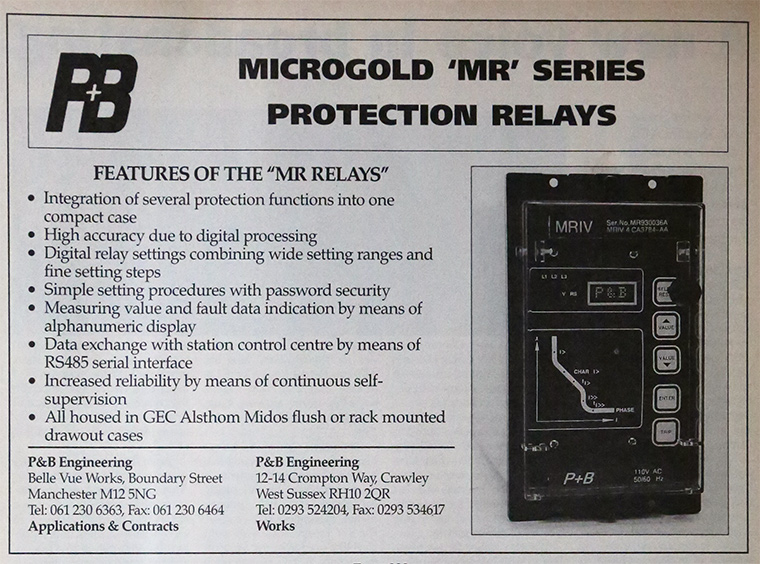 P+B
MICROGOLD 'MR' SERIES
PROTECTION RELAYS
FEATURES OF THE "MR RELAYS"
• Integration of several protection functions into one
compact case
• High accuracy due to digital processing
• Digital relay settings combining wide setting ranges and
fine setting steps
• Simple setting procedures with password security
• Measuring value and fault data indication by means of
alphanumeric display
• Data exchange with station control centre by means of
RS485 serial interface
• Increased reliability by means of continuous self-
supervision
• All housed in GEC Alsthom Midos flush or rack mounted
drawout cases
P&B Engineering
Belle Vue Works, Boundary Street
Manchester M12 5NG
Tel: 061 230 6363, Fax: 061 230 6464
Applications & Contracts
P&B Engineering
12-14 Crompton Way, Crawley
West Sussex RH10 2QR
Tel: 0293 524204, Fax: 0293 534617
Works
MRIV
Ser.No.MR930036A
L1 L2 L3
V RS
P&B
VALUE
VALUE
ENTER
TRIP
CHAR I>
I>
I>>
PHASE
I
P+B
110V AC
50/60 Hz